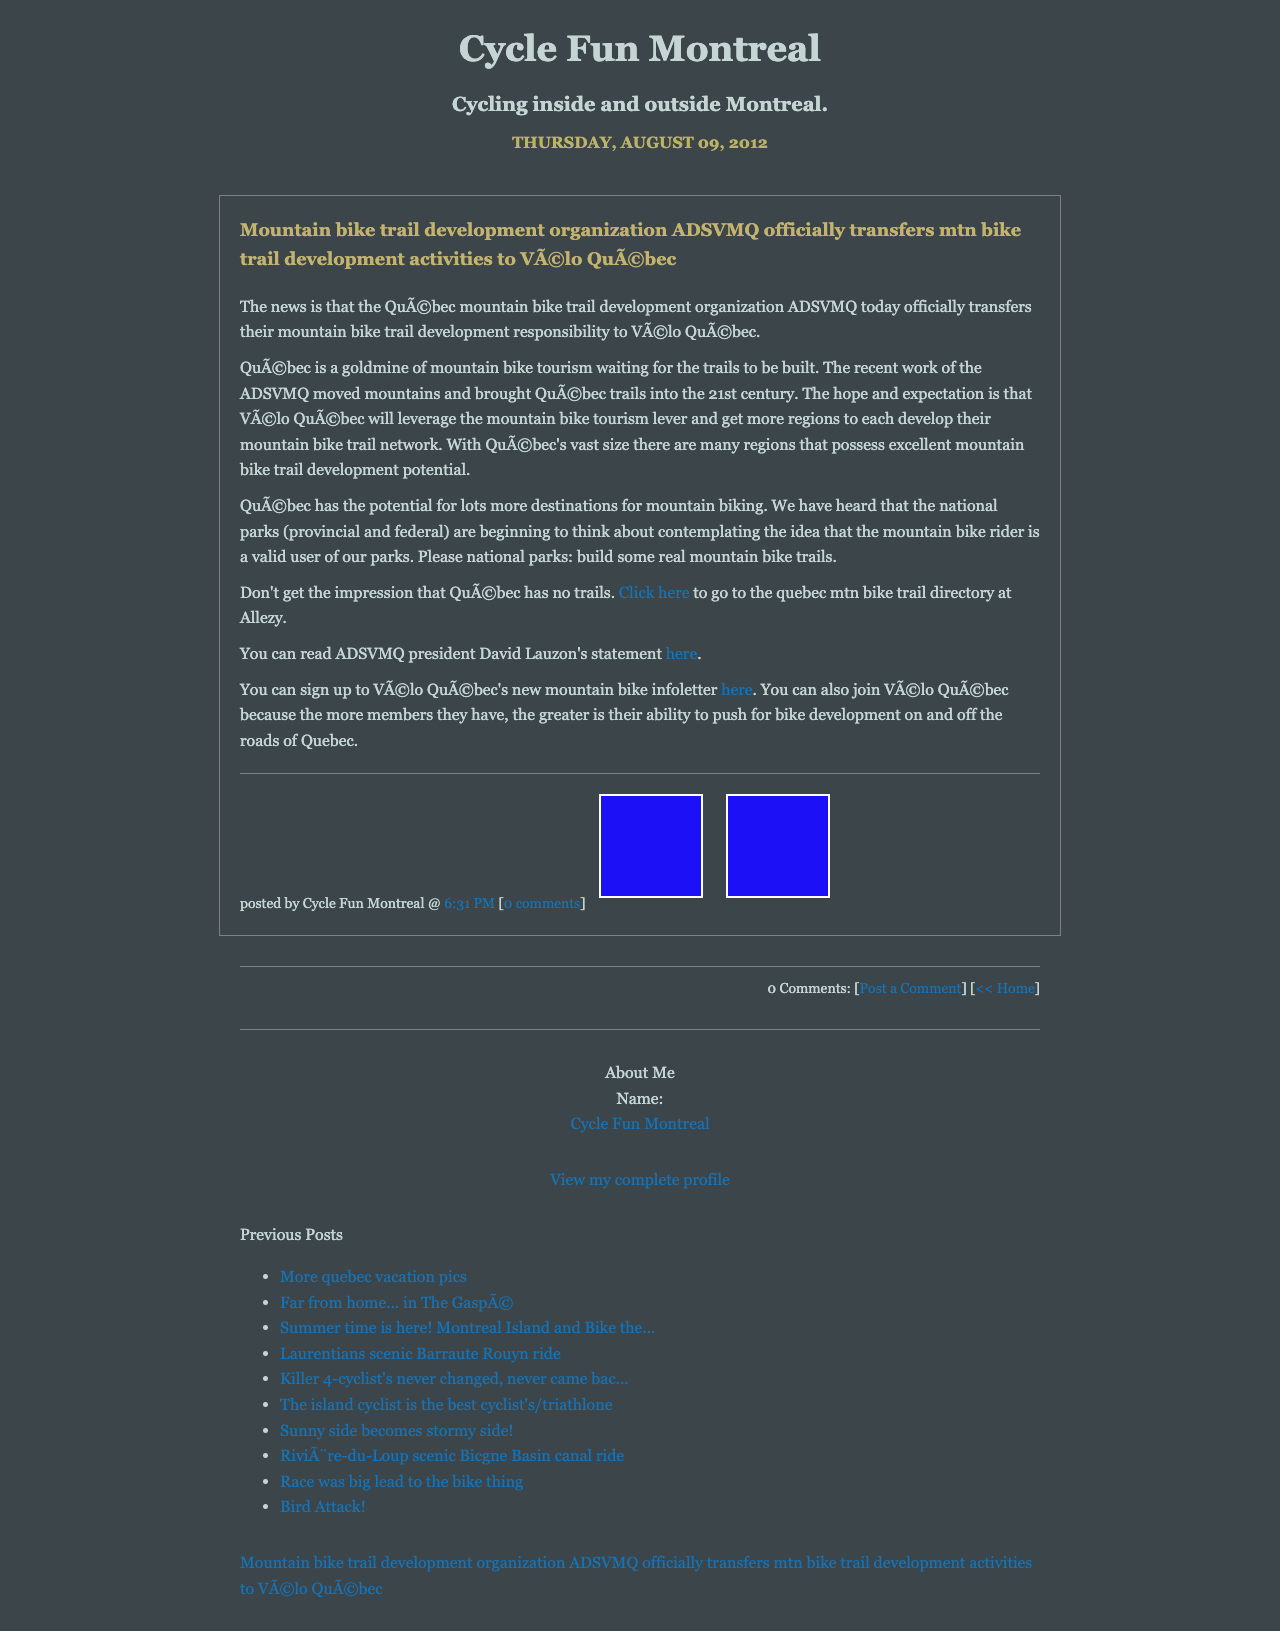 Cycle Fun Montreal
Cycling inside and outside Montreal.
THURSDAY, AUGUST 09, 2012
Mountain bike trail development organization ADSVMQ officially transfers mtn bike
trail development activities to VÃ©lo QuÃ©bec
The news is that the QuÃ©bec mountain bike trail development organization ADSVMQ today officially transfers
their mountain bike trail development responsibility to VÃ©lo QuÃ©bec.
QuÃ©bec is a goldmine of mountain bike tourism waiting for the trails to be built. The recent work of the
ADSVMQ moved mountains and brought QuÃ©bec trails into the 21st century. The hope and expectation is that
VÃ©lo QuÃ©bec will leverage the mountain bike tourism lever and get more regions to each develop their
mountain bike trail network. With QuÃ©bec's vast size there are many regions that possess excellent mountain
bike trail development potential.
QuÃ©bec has the potential for lots more destinations for mountain biking. We have heard that the national
parks (provincial and federal) are beginning to think about contemplating the idea that the mountain bike rider is
a valid user of our parks. Please national parks: build some real mountain bike trails.
Don't get the impression that QuÃ©bec has no trails. Click here to go to the quebec mtn bike trail directory at
Allezy.
You can read ADSVMQ president David Lauzon's statement here.
You can sign up to VÃ©lo QuÃ©bec's new mountain bike infoletter here. You can also join VÃ©lo QuÃ©bec
because the more members they have, the greater is their ability to push for bike development on and off the
roads of Quebec.
posted by Cycle Fun Montreal @ 6:31 PM [0 comments]
0 Comments: [Post a Comment] [<< Home]
About Me
Name:
Cycle Fun Montreal
View my complete profile
Previous Posts
• More quebec vacation pics
• Far from home... in The GaspÃ©
• Summer time is here! Montreal Island and Bike the...
• Laurentians scenic Barraute Rouyn ride
• Killer 4-cyclist's never changed, never came bac...
• The island cyclist is the best cyclist's/triathlone
• Sunny side becomes stormy side!
• RiviÃ¨re-du-Loup scenic Bicgne Basin canal ride
• Race was big lead to the bike thing
• Bird Attack!
Mountain bike trail development organization ADSVMQ officially transfers mtn bike trail development activities
to VÃ©lo QuÃ©bec